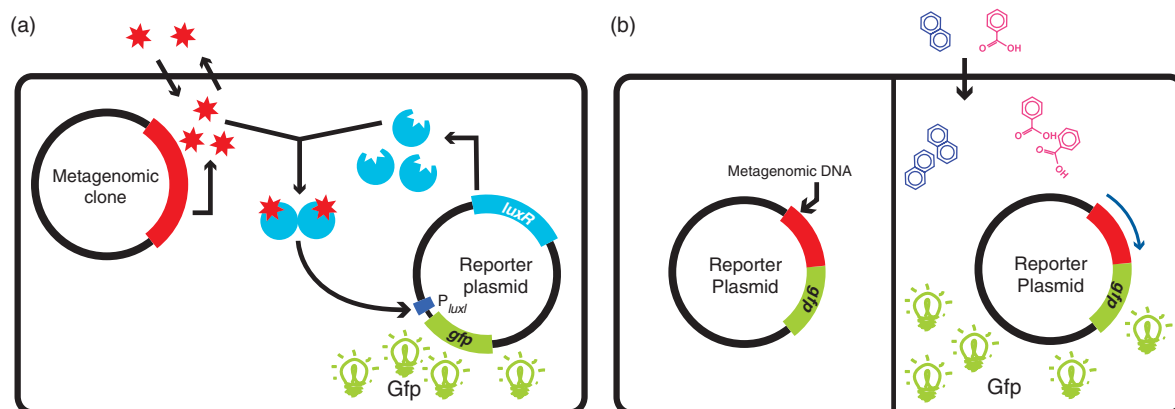 (a)
Metagenomic
clone
luxR
Reporter
plasmid
P luxI
gfp
Gfp
(b)
O
OH
Metagenomic DNA
Reporter
Plasmid
gfp
O
OH
O
OH
Reporter
Plasmid
gfp
Gfp